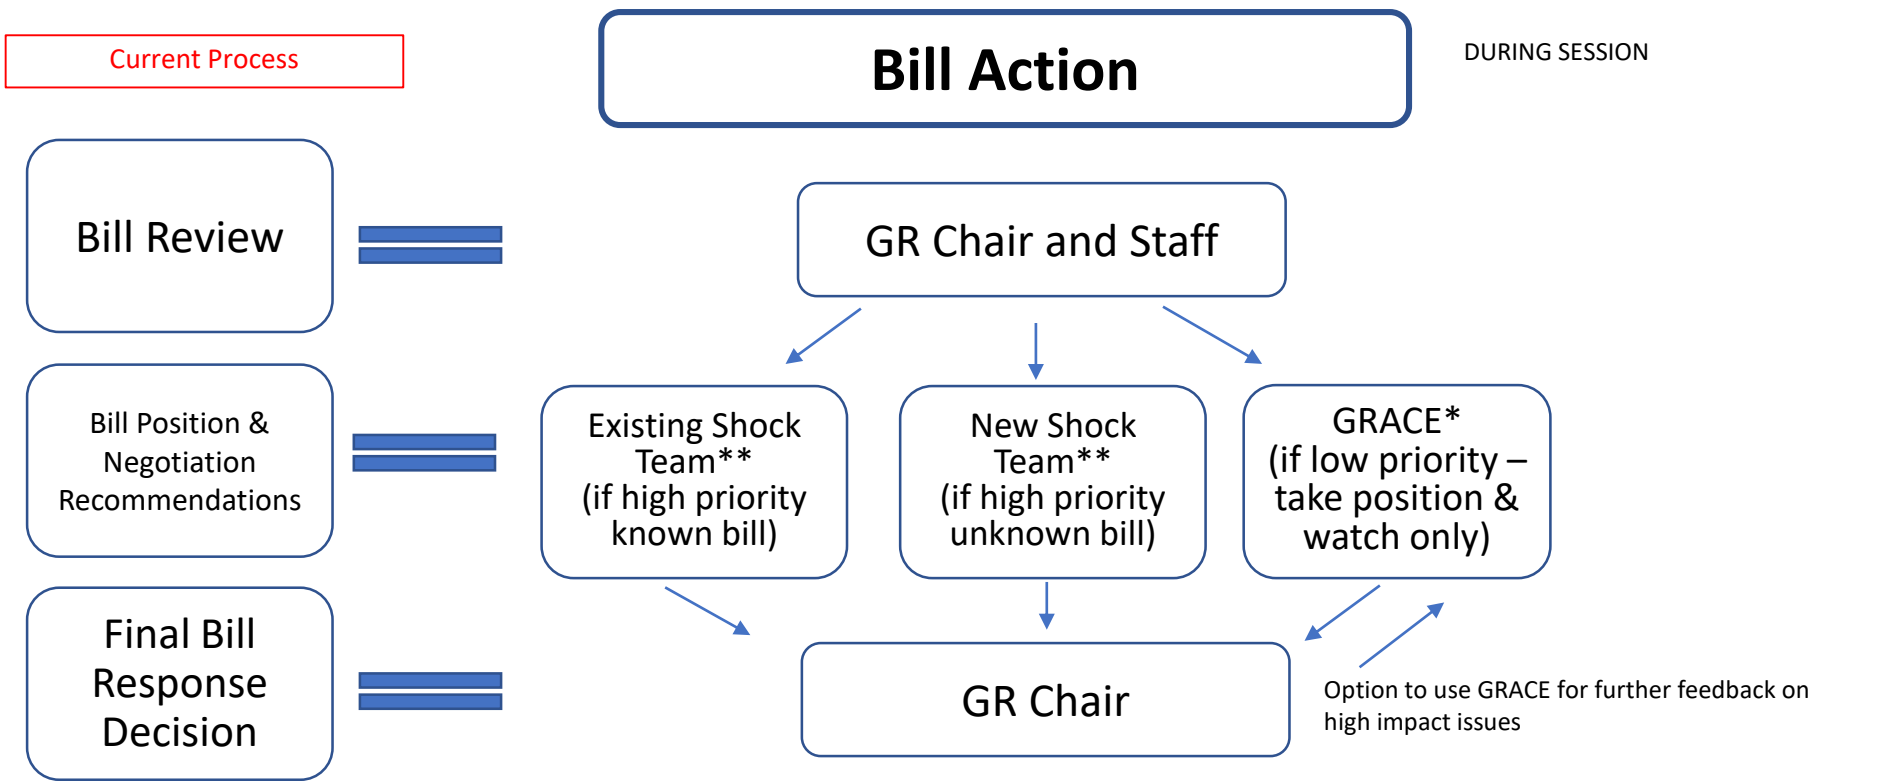 Current Process
Bill Action
DURING SESSION
Bill Review
GR Chair and Staff
Bill Position &
Negotiation
Recommendations
Existing Shock
Team**
(if high priority
known bill)
New Shock
Team**
(if high priority
unknown bill)
GRACE*
(if low priority –
take position &
watch only)
Final Bill
Response
Decision
GR Chair
Option to use GRACE for further feedback on
high impact issues